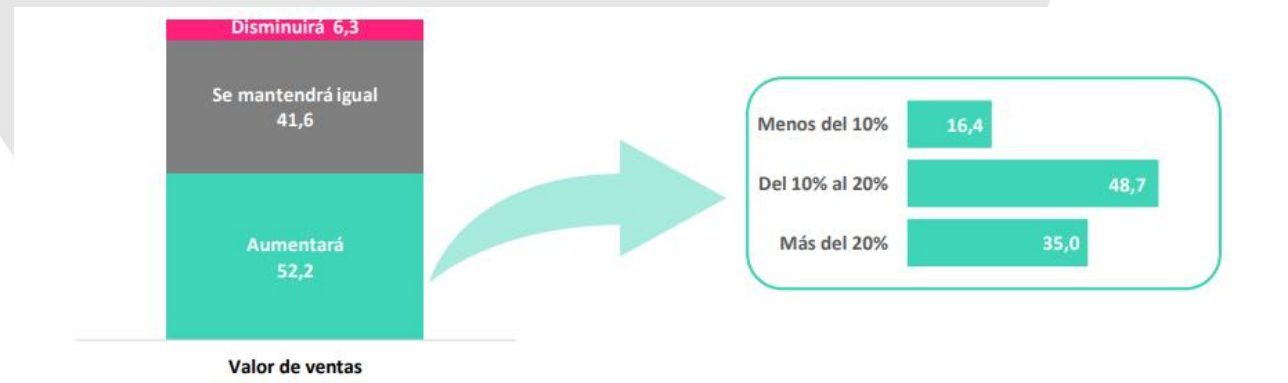 Disminuirá 6,3
Se mantendrá igual
41,6
Aumentará
52,2
Valor de ventas
Menos del 10% 16,4
Del 10% al 20% 48,7
Más del 20% 35,0